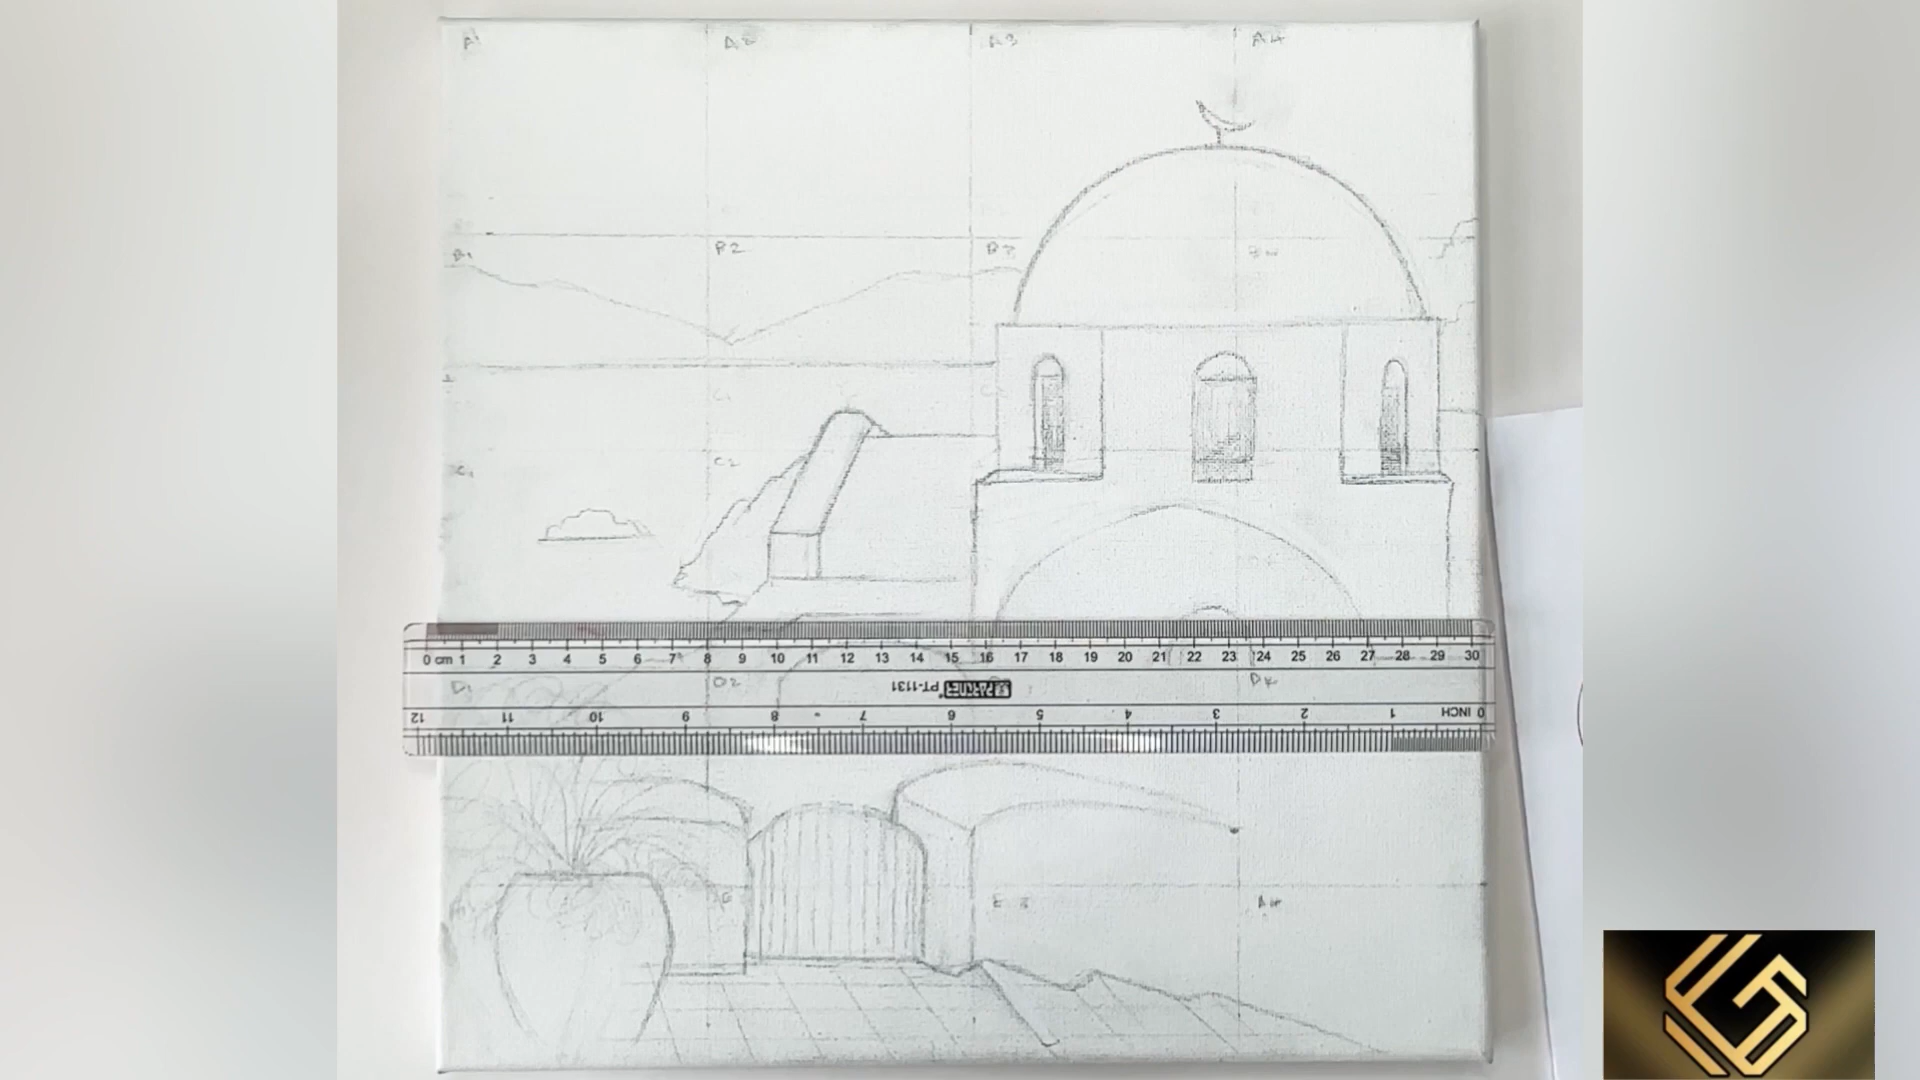 A1 A2 A3 A4
B1 B2 B3 B4
C1
C1 C2
0 cm 1 2 3 4 5 6 7 8 9 10 11 12 13 14 15 16 17 18 19 20 21 22 23 24 25 26 27 28 29 30
D1 D2 PARTNER PT-1131 D4
0 INCH 1 2 3 4 5 6 7 8 9 10 11 12
E 3 A4